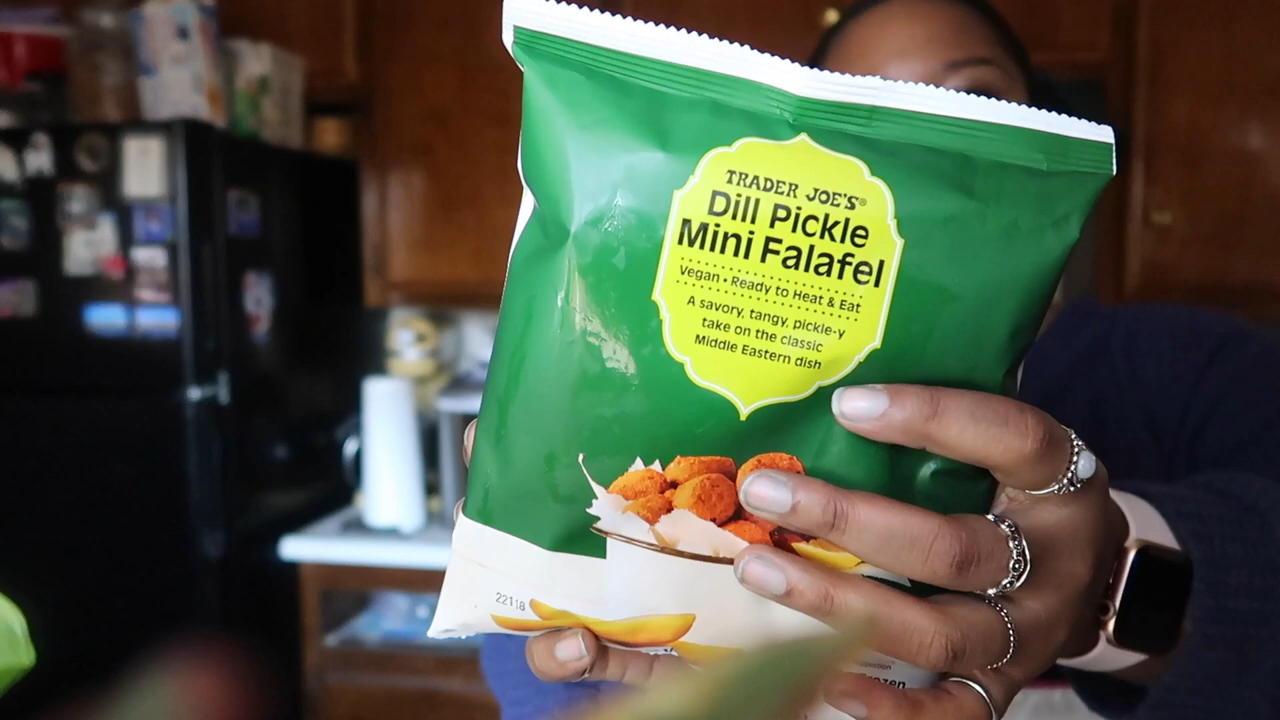 TRADER JOE'S®
Dill Pickle
Mini Falafel
Vegan • Ready to Heat & Eat
A savory, tangy, pickle-y
take on the classic
Middle Eastern dish
22118